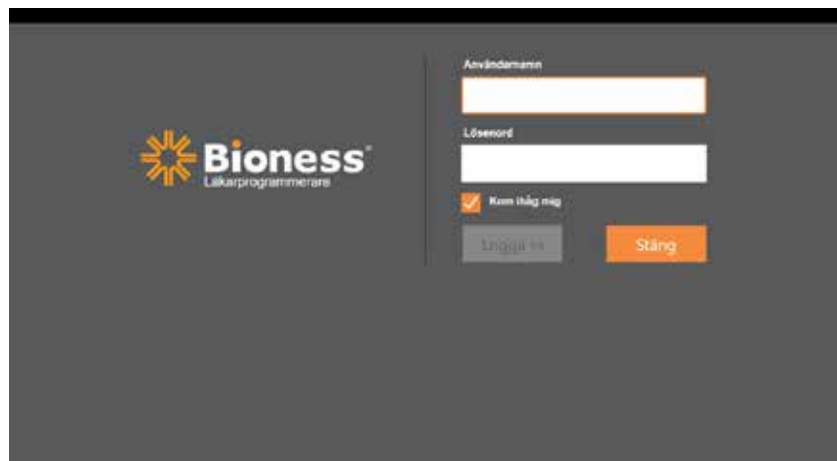 Bioness®
Läkarprogrammerare
Användarnamn
Lösenord
Kom ihåg mig
Logga in
Stäng